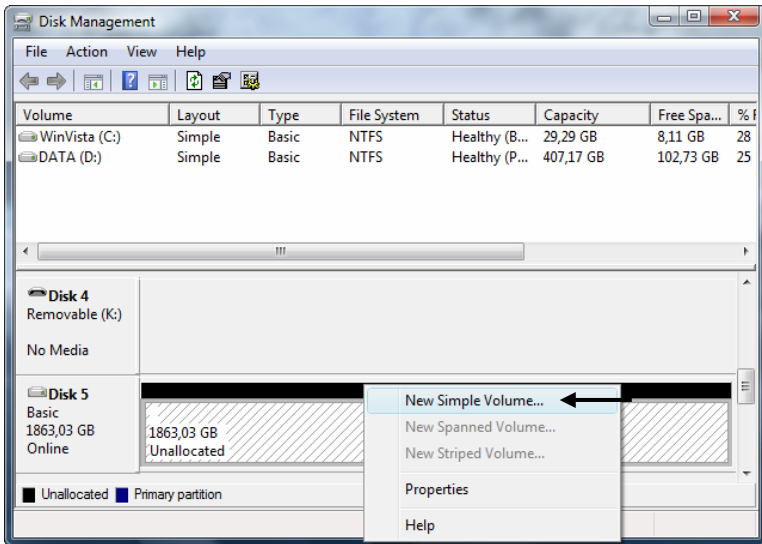 Disk Management
File Action View Help
Volume Layout Type File System Status Capacity Free Spa... % F
WinVista (C:) Simple Basic NTFS Healthy (B... 29,29 GB 8,11 GB 28
DATA (D:) Simple Basic NTFS Healthy (P... 407,17 GB 102,73 GB 25
Disk 4
Removable (K:)
No Media
Disk 5
Basic
1863,03 GB
Online
1863,03 GB
Unallocated
New Simple Volume...
New Spanned Volume...
New Striped Volume...
Properties
Help
Unallocated Primary partition